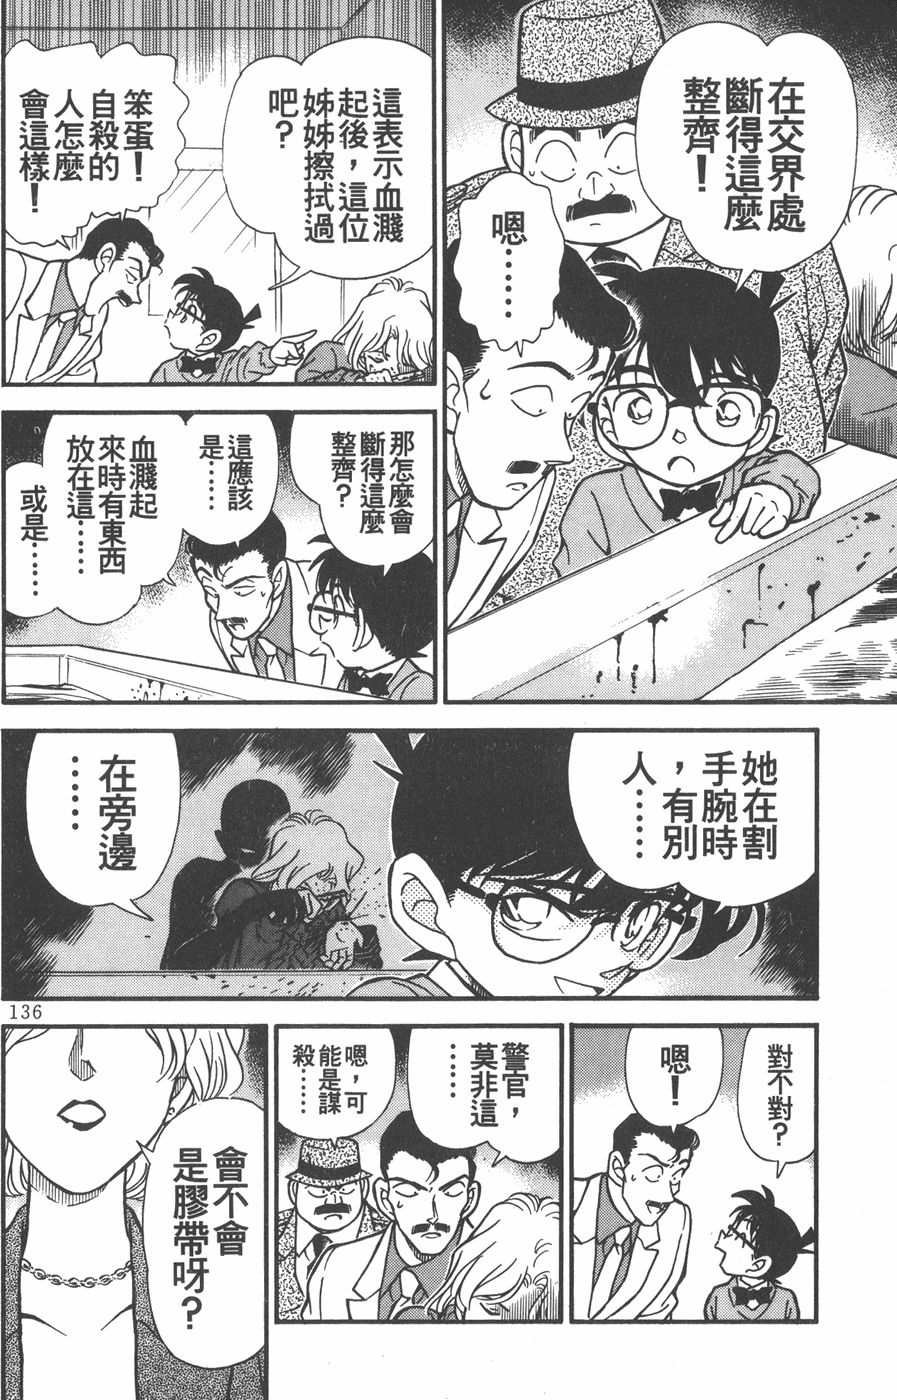 在交界處
斷得這麼
整齊！
嗯……
這表示血濺
起後，這位
姊姊擦拭過
吧？
笨蛋！
自殺的
人怎麼
會這樣！
那怎麼會
斷得這麼
整齊？
這應該
是……
血濺起
來時有東西
放在這……
或是……
她在割
手腕時
，有別
人……
在旁邊
……
136
對不對？
嗯！
警官，
莫非這
……
嗯，可
能是謀
殺……
會不會
是膠帶呀？